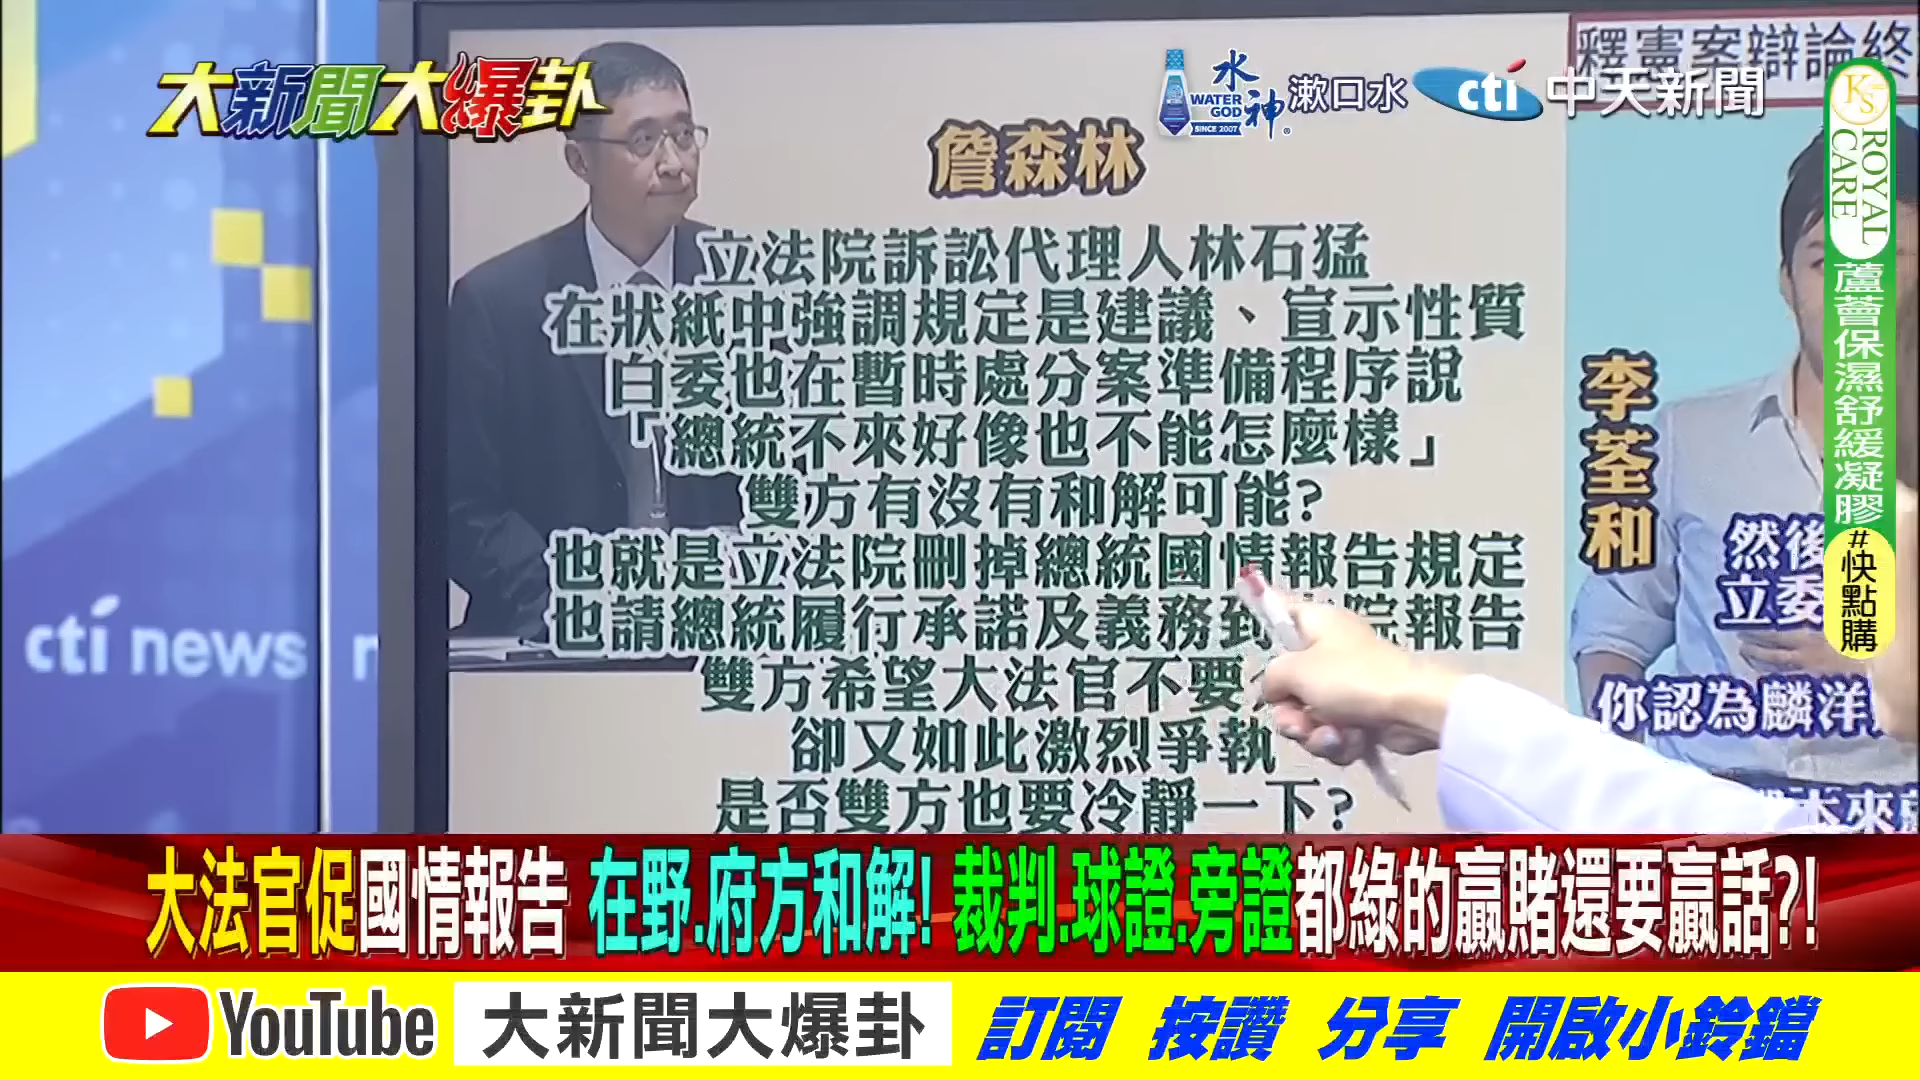 大新聞大爆卦
水神
WATER GOD
SINCE 2007
漱口水
cti 中天新聞
釋憲案辯論終
KS
ROYAL CARE
蘆薈保濕舒緩凝膠
#快點購
詹森林
立法院訴訟代理人林石猛
在狀紙中強調規定是建議、宣示性質
白委也在暫時處分案準備程序說
「總統不來好像也不能怎麼樣」
雙方有沒有和解可能?
也就是立法院刪掉總統國情報告規定
也請總統履行承諾及義務到 院報告
雙方希望大法官不要
卻又如此激烈爭執
是否雙方也要冷靜一下?
李荃和
然後
立委
你認為麟洋
本來
cti news
大法官促國情報告 在野.府方和解! 裁判.球證.旁證都綠的贏賭還要贏話?!
YouTube 大新聞大爆卦 訂閱 按讚 分享 開啟小鈴鐺